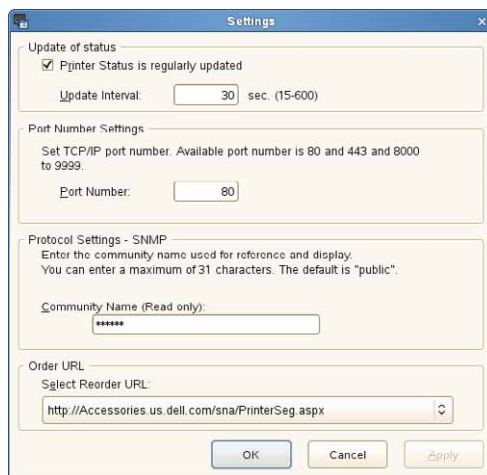 Settings
Update of status
Printer Status is regularly updated
Update Interval: 30 sec. (15-600)
Port Number Settings
Set TCP/IP port number. Available port number is 80 and 443 and 8000
to 9999.
Port Number: 80
Protocol Settings - SNMP
Enter the community name used for reference and display.
You can enter a maximum of 31 characters. The default is "public".
Community Name (Read only):
******
Order URL
Select Reorder URL:
http://Accessories.us.dell.com/sna/PrinterSeg.aspx
OK Cancel Apply